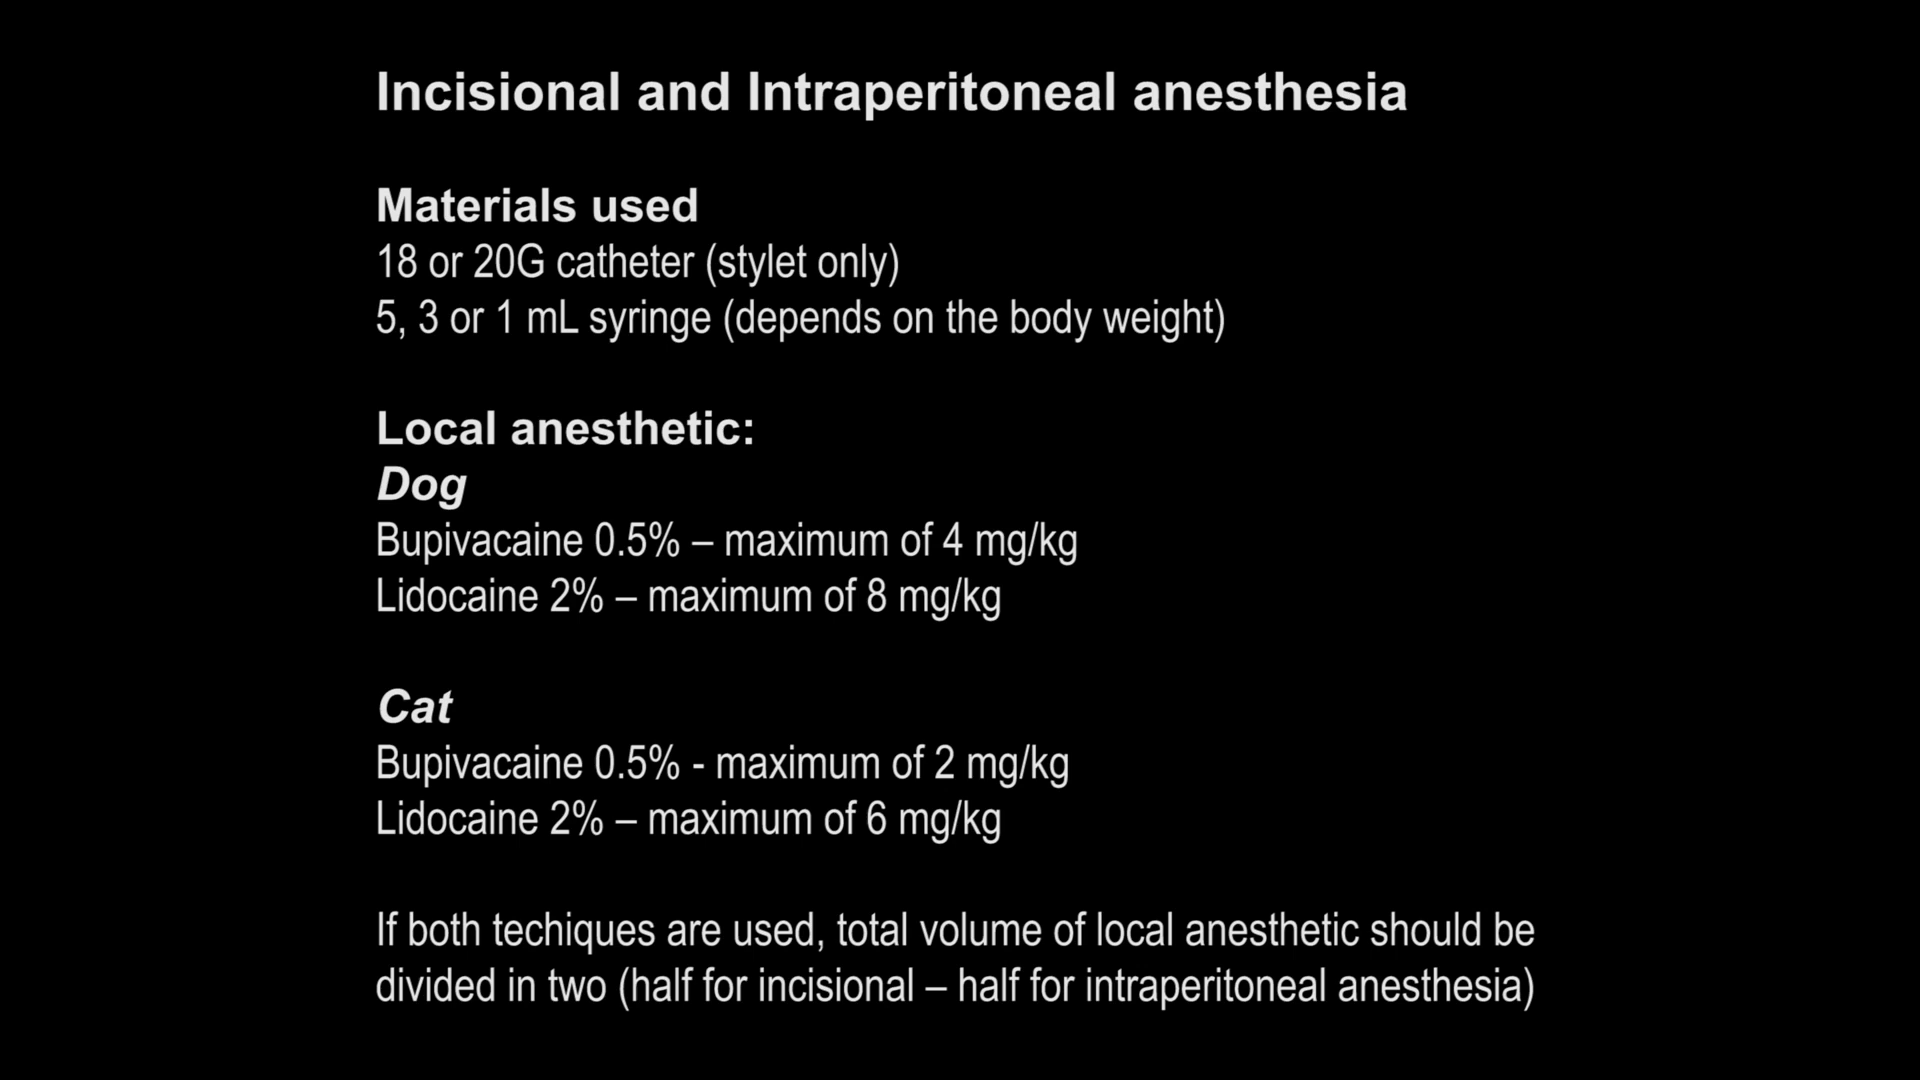 Incisional and Intraperitoneal anesthesia
Materials used
18 or 20G catheter (stylet only)
5, 3 or 1 mL syringe (depends on the body weight)
Local anesthetic:
Dog
Bupivacaine 0.5% – maximum of 4 mg/kg
Lidocaine 2% – maximum of 8 mg/kg
Cat
Bupivacaine 0.5% - maximum of 2 mg/kg
Lidocaine 2% – maximum of 6 mg/kg
If both techiques are used, total volume of local anesthetic should be
divided in two (half for incisional – half for intraperitoneal anesthesia)